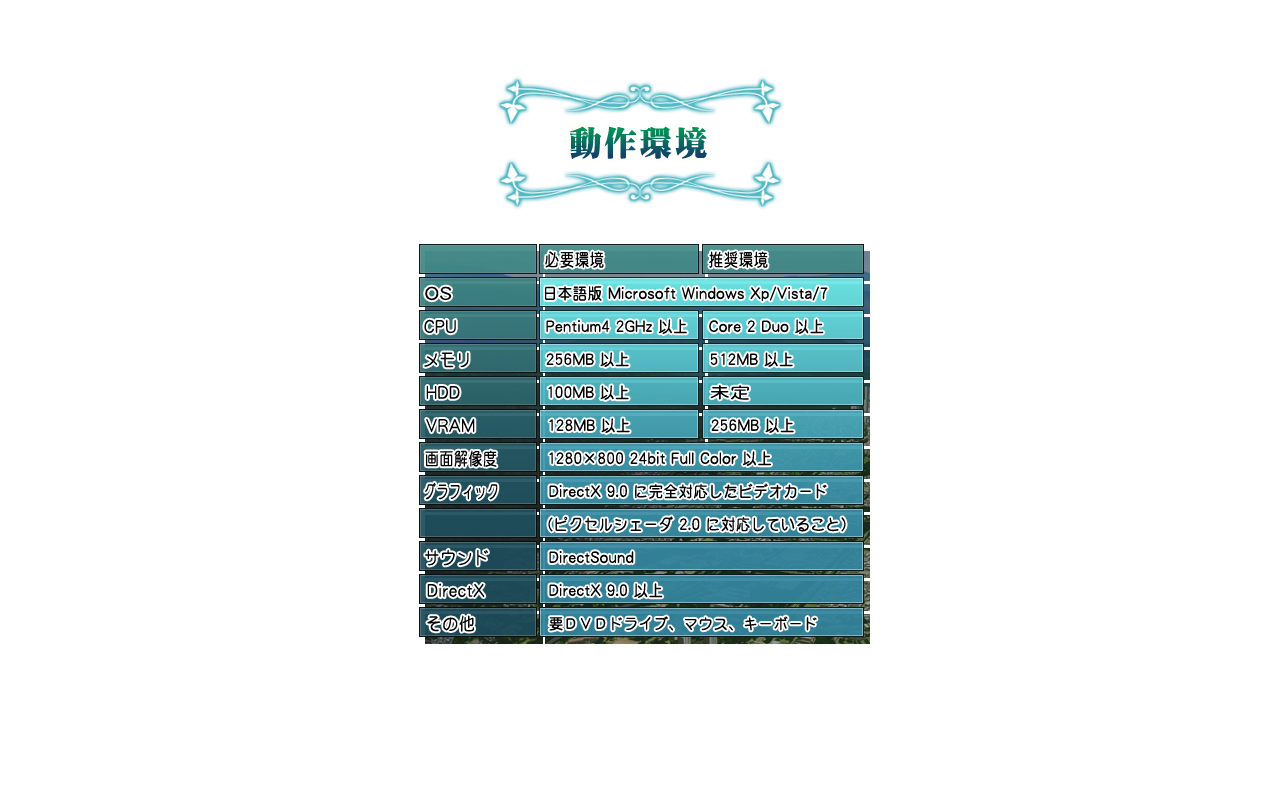 動作環境
必要環境 推奨環境
OS 日本語版 Microsoft Windows Xp/Vista/7
CPU Pentium4 2GHz 以上 Core 2 Duo 以上
メモリ 256MB 以上 512MB 以上
HDD 100MB 以上 未定
VRAM 128MB 以上 256MB 以上
画面解像度 1280×800 24bit Full Color 以上
グラフィック DirectX 9.0 に完全対応したビデオカード
(ピクセルシェーダ 2.0 に対応していること)
サウンド DirectSound
DirectX DirectX 9.0 以上
その他 要DVDドライブ、マウス、キーボード